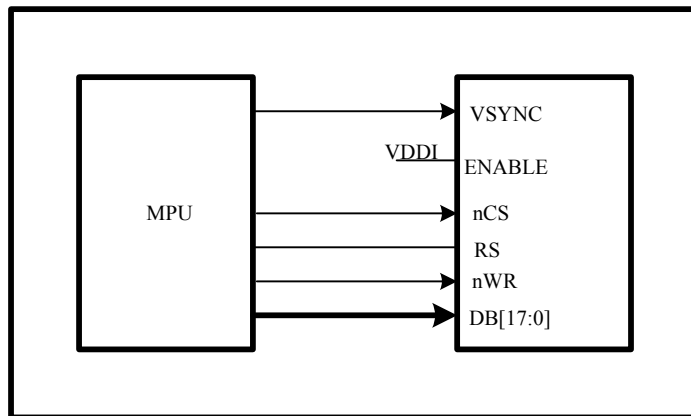 VSYNC
VDDI
ENABLE
MPU
nCS
RS
nWR
DB[17:0]